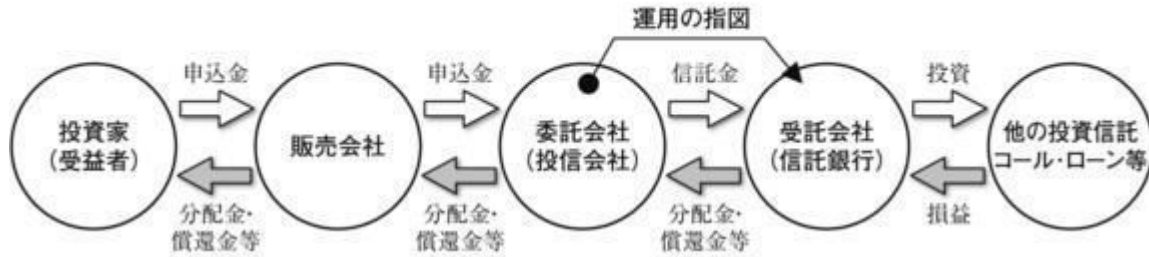 運用の指図
申込金
申込金
信託金
投資
投資家
(受益者)
販売会社
委託会社
(投信会社)
受託会社
(信託銀行)
他の投資信託
コール・ローン等
分配金・
償還金等
分配金・
償還金等
分配金・
償還金等
損益